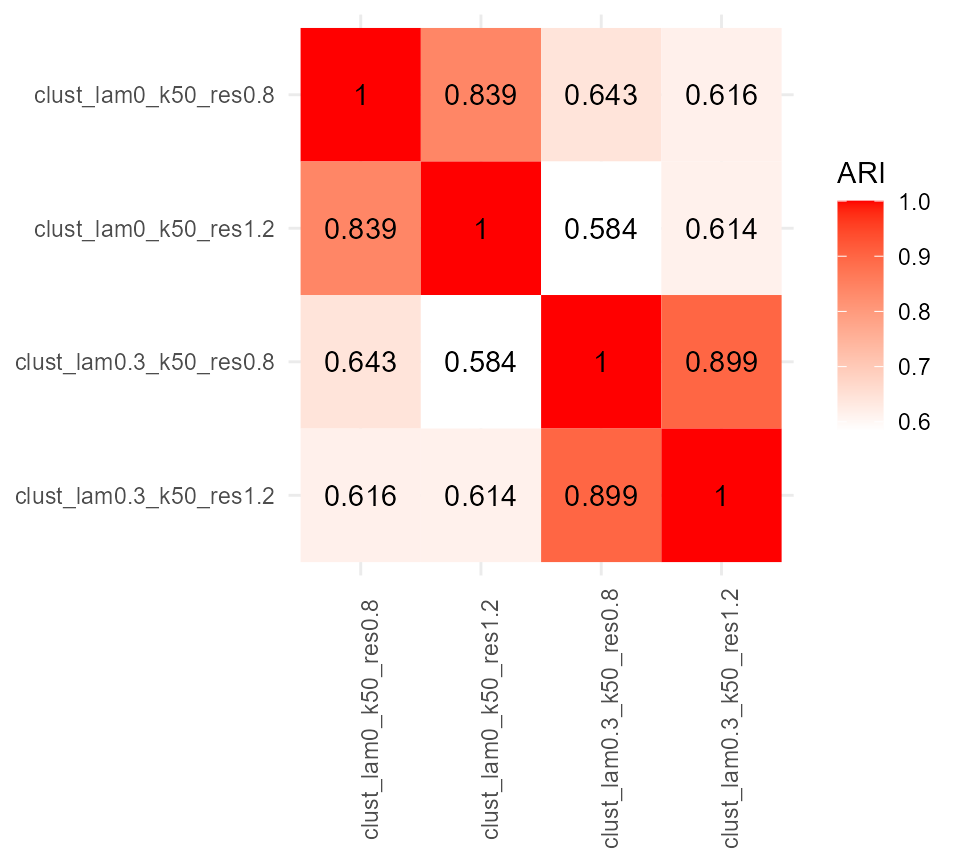 clust_lam0_k50_res0.8 1 0.839 0.643 0.616
clust_lam0_k50_res1.2 0.839 1 0.584 0.614
clust_lam0.3_k50_res0.8 0.643 0.584 1 0.899
clust_lam0.3_k50_res1.2 0.616 0.614 0.899 1
clust_lam0_k50_res0.8
clust_lam0_k50_res1.2
clust_lam0.3_k50_res0.8
clust_lam0.3_k50_res1.2
ARI
1.0
0.9
0.8
0.7
0.6